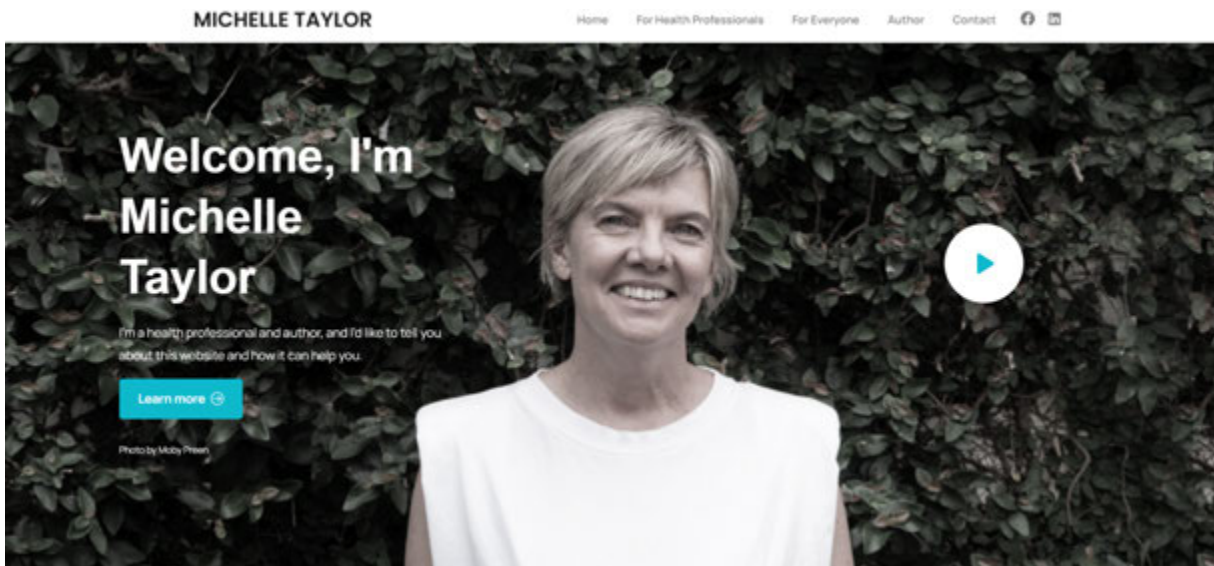 MICHELLE TAYLOR
Home For Health Professionals For Everyone Author Contact
Welcome, I'm
Michelle
Taylor
I'm a health professional and author, and I'd like to tell you
about this website and how it can help you.
Learn more
Photo by Moby Preen